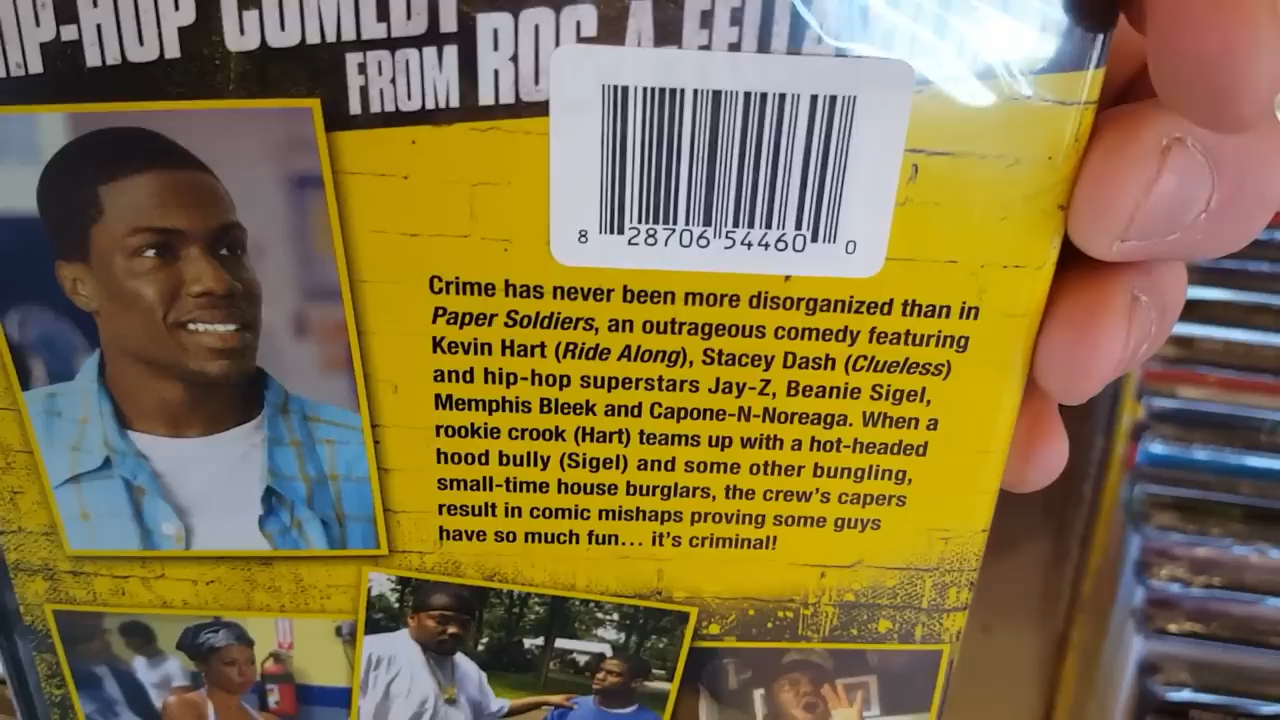 HIP-HOP COMEDY
FROM ROC-A-FELLA
8 28706 54460 0
Crime has never been more disorganized than in
Paper Soldiers, an outrageous comedy featuring
Kevin Hart (Ride Along), Stacey Dash (Clueless)
and hip-hop superstars Jay-Z, Beanie Sigel,
Memphis Bleek and Capone-N-Noreaga. When a
rookie crook (Hart) teams up with a hot-headed
hood bully (Sigel) and some other bungling,
small-time house burglars, the crew's capers
result in comic mishaps proving some guys
have so much fun... it's criminal!